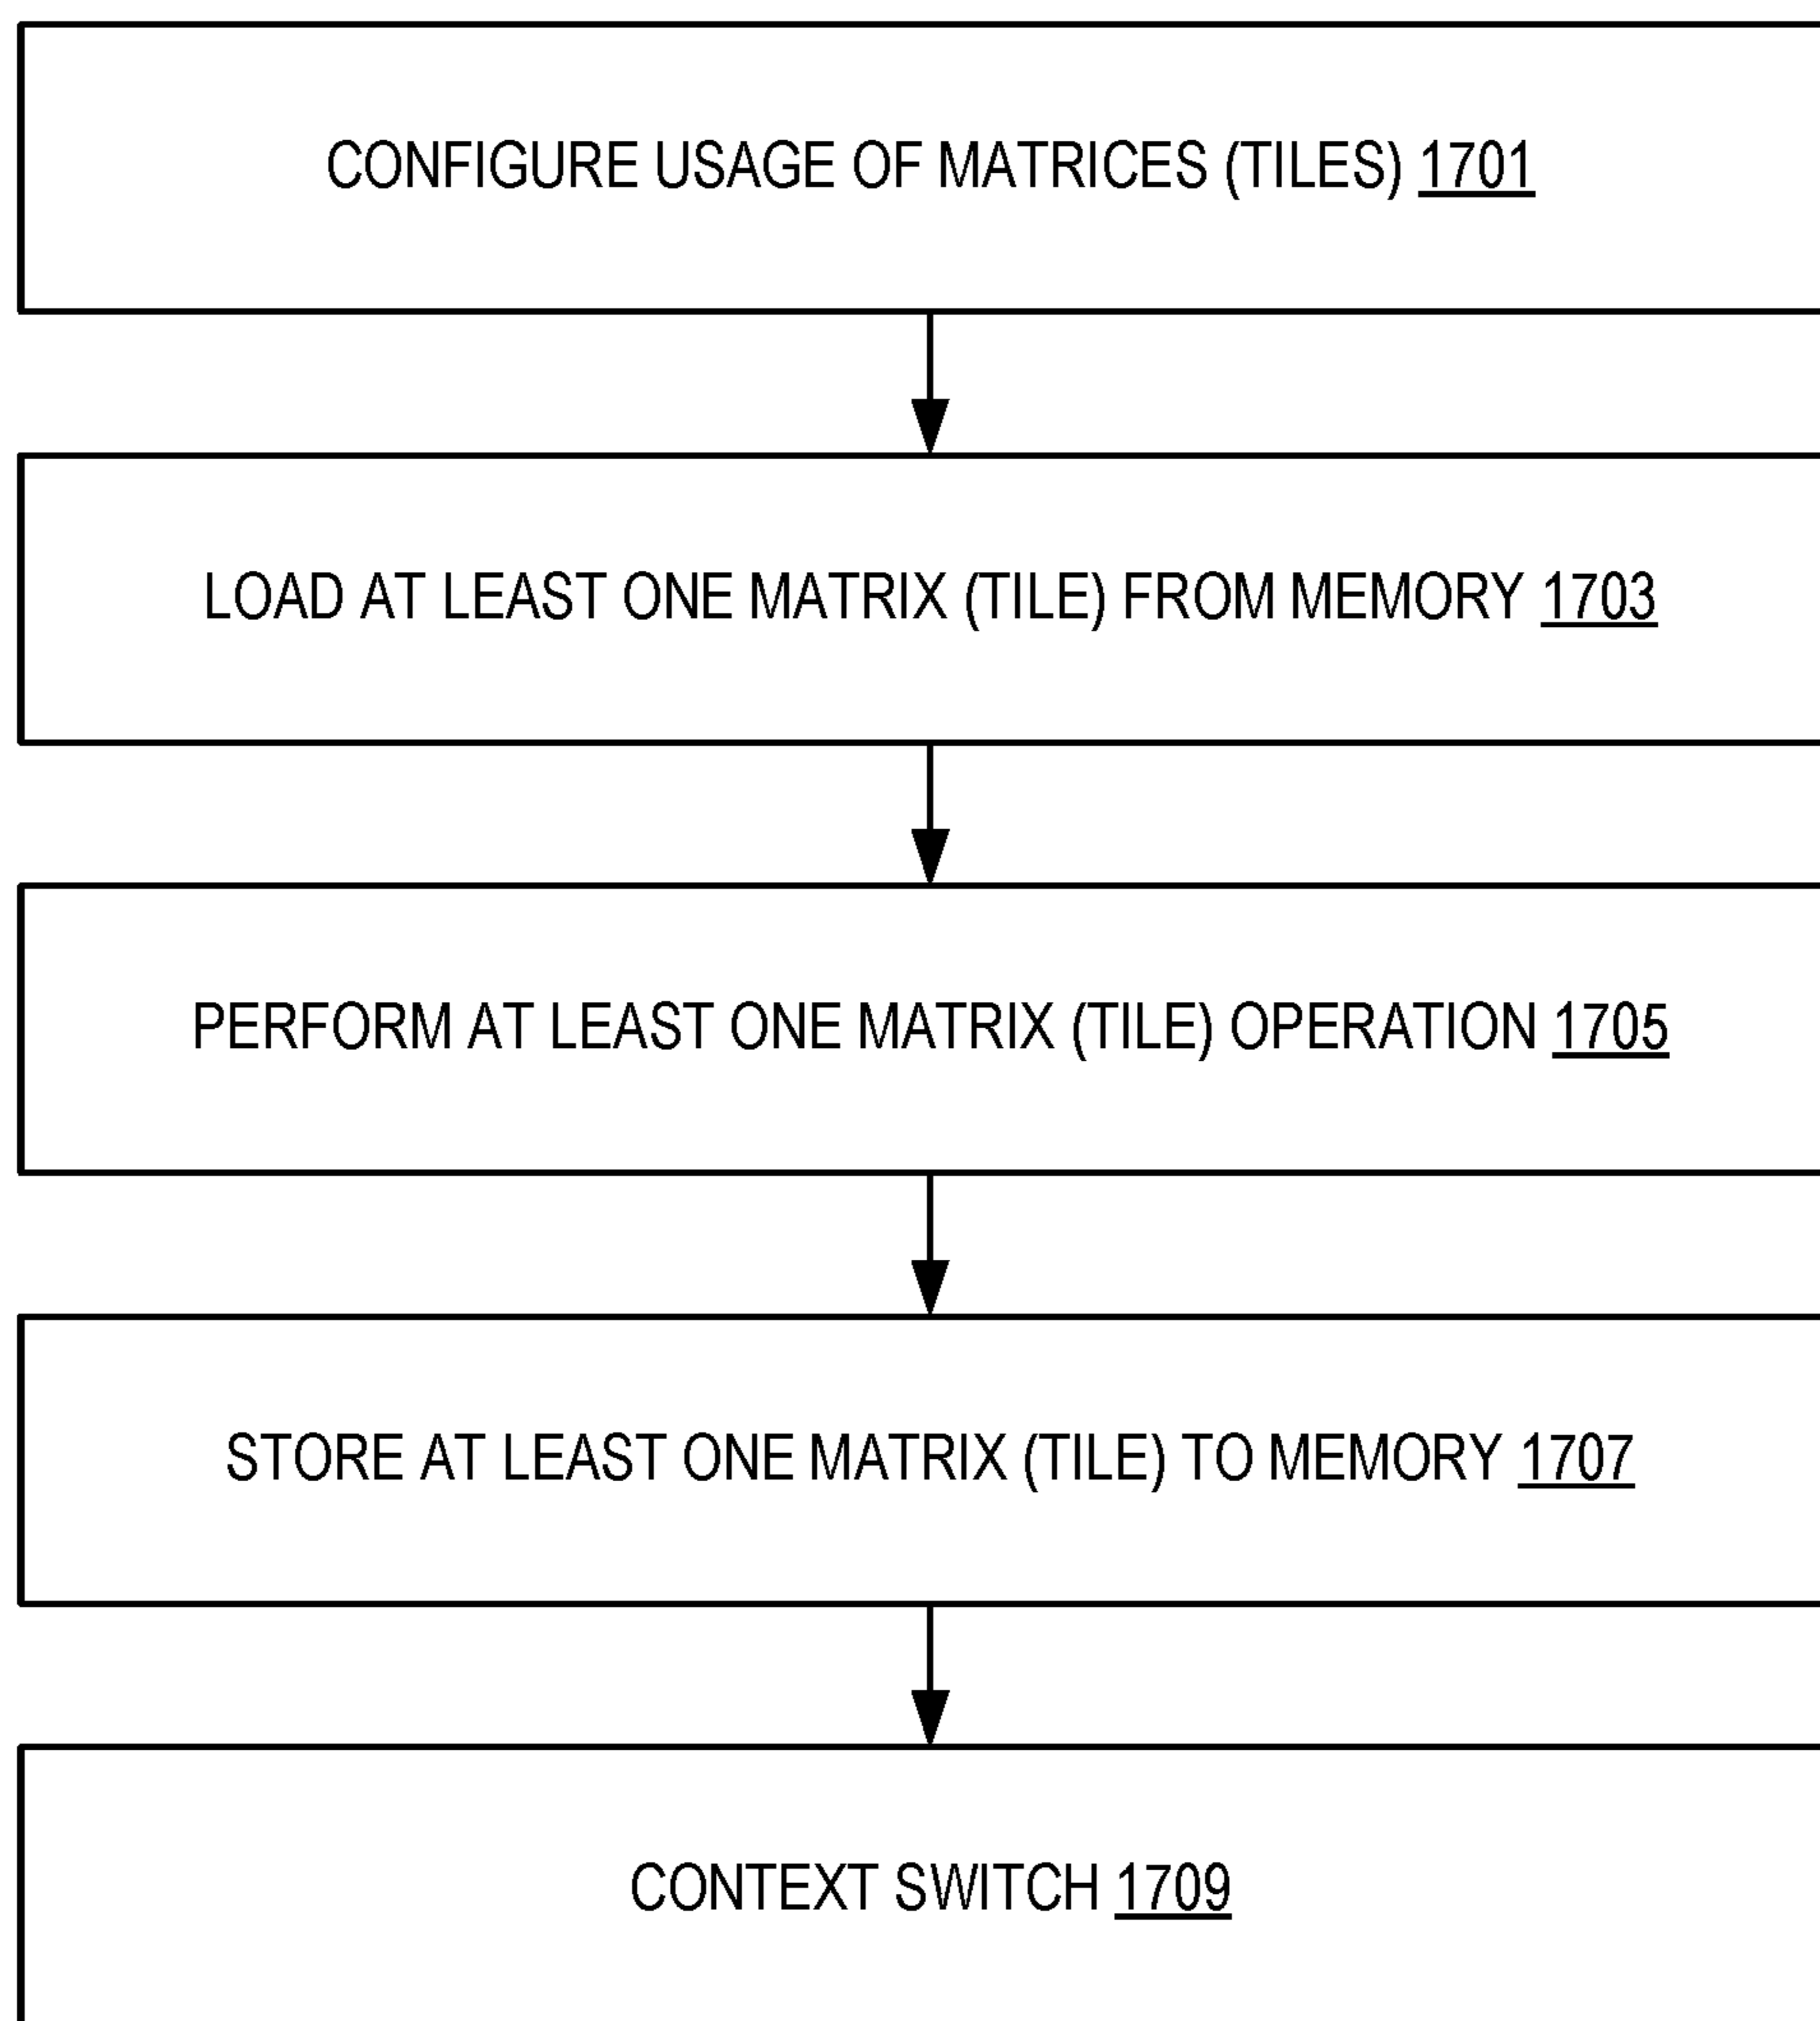 CONFIGURE USAGE OF MATRICES (TILES) 1701
LOAD AT LEAST ONE MATRIX (TILE) FROM MEMORY 1703
PERFORM AT LEAST ONE MATRIX (TILE) OPERATION 1705
STORE AT LEAST ONE MATRIX (TILE) TO MEMORY 1707
CONTEXT SWITCH 1709